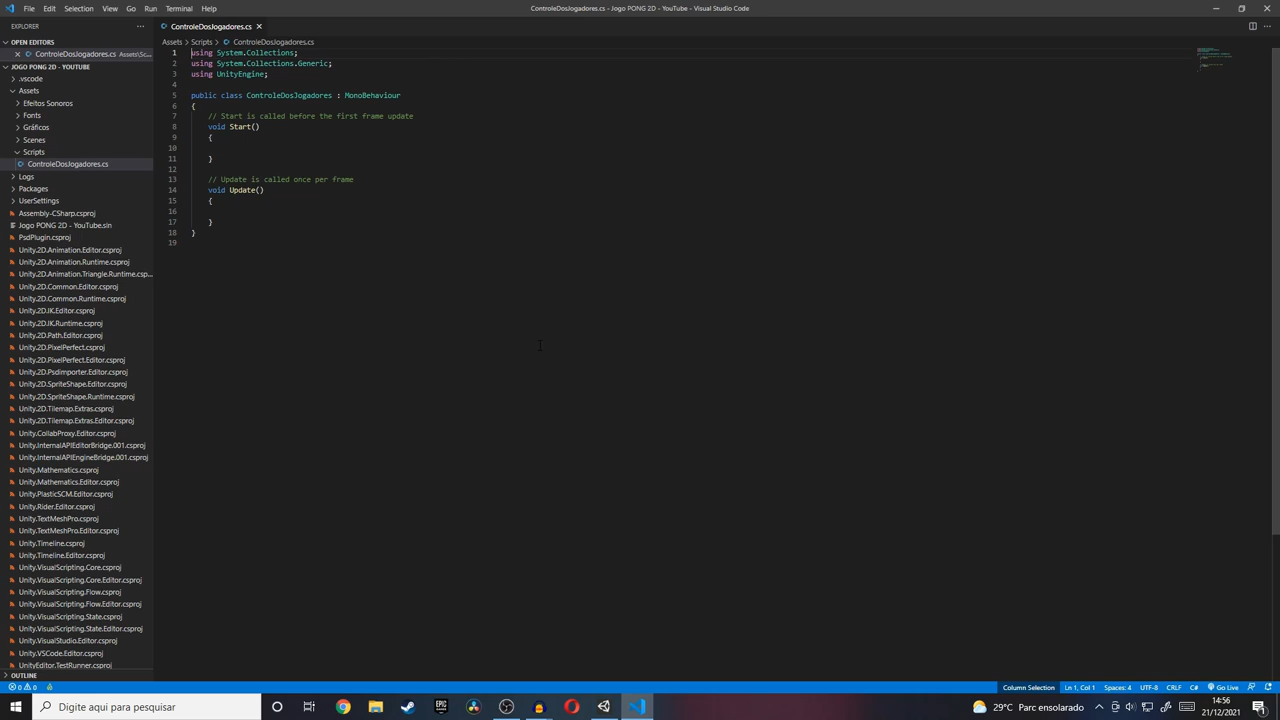 File Edit Selection View Go Run Terminal Help
ControleDosJogadores.cs - Jogo PONG 2D - YouTube - Visual Studio Code
EXPLORER
ControleDosJogadores.cs
OPEN EDITORS
ControleDosJogadores.cs Assets\Sc...
Assets > Scripts > ControleDosJogadores.cs
JOGO PONG 2D - YOUTUBE
.vscode
Assets
Efeitos Sonoros
Fonts
Gráficos
Scenes
Scripts
ControleDosJogadores.cs
Logs
Packages
UserSettings
Assembly-CSharp.csproj
Jogo PONG 2D - YouTube.sln
PsdPlugin.csproj
Unity.2D.Animation.Editor.csproj
Unity.2D.Animation.Runtime.csproj
Unity.2D.Animation.Triangle.Runtime.csp...
Unity.2D.Common.Editor.csproj
Unity.2D.Common.Runtime.csproj
Unity.2D.IK.Editor.csproj
Unity.2D.IK.Runtime.csproj
Unity.2D.Path.Editor.csproj
Unity.2D.PixelPerfect.csproj
Unity.2D.PixelPerfect.Editor.csproj
Unity.2D.Psdimporter.Editor.csproj
Unity.2D.SpriteShape.Editor.csproj
Unity.2D.SpriteShape.Runtime.csproj
Unity.2D.Tilemap.Extras.csproj
Unity.2D.Tilemap.Extras.Editor.csproj
Unity.CollabProxy.Editor.csproj
Unity.InternalAPIEditorBridge.001.csproj
Unity.InternalAPIEngineBridge.001.csproj
Unity.Mathematics.csproj
Unity.Mathematics.Editor.csproj
Unity.PlasticSCM.Editor.csproj
Unity.Rider.Editor.csproj
Unity.TextMeshPro.csproj
Unity.TextMeshPro.Editor.csproj
Unity.Timeline.csproj
Unity.Timeline.Editor.csproj
Unity.VisualScripting.Core.csproj
Unity.VisualScripting.Core.Editor.csproj
Unity.VisualScripting.Flow.csproj
Unity.VisualScripting.Flow.Editor.csproj
Unity.VisualScripting.State.csproj
Unity.VisualScripting.State.Editor.csproj
Unity.VisualStudio.Editor.csproj
Unity.VSCode.Editor.csproj
UnityEditor.TestRunner.csproj
OUTLINE
1 using System.Collections;
2 using System.Collections.Generic;
3 using UnityEngine;
4
5 public class ControleDosJogadores : MonoBehaviour
6 {
7 // Start is called before the first frame update
8 void Start()
9 {
10
11 }
12
13 // Update is called once per frame
14 void Update()
15 {
16
17 }
18 }
19
0 0 Column Selection Ln 1, Col 1 Spaces: 4 UTF-8 CRLF C# Go Live
Digite aqui para pesquisar
EPIC GAMES
29°C Parc ensolarado
14:56
21/12/2021